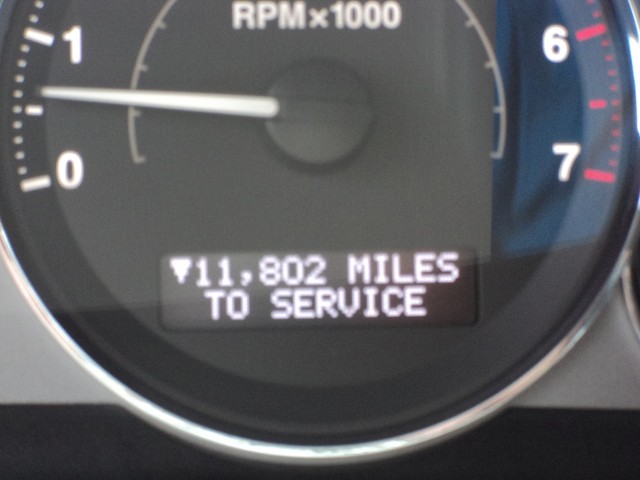 RPM×1000
1
6
0
7
▼11,802 MILES
TO SERVICE